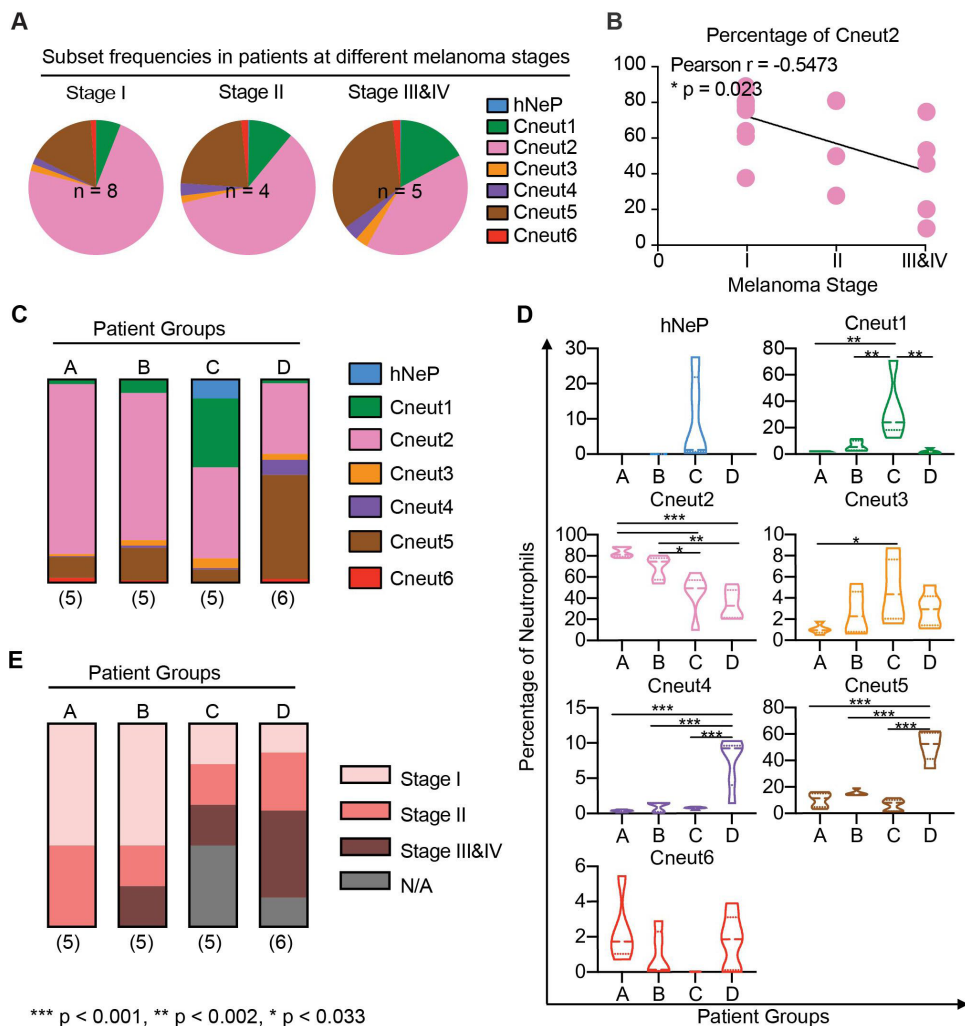 A
Subset frequencies in patients at different melanoma stages
Stage I
Stage II
Stage III&IV
n = 8
n = 4
n = 5
hNeP
Cneut1
Cneut2
Cneut3
Cneut4
Cneut5
Cneut6
B
Percentage of Cneut2
Pearson r = -0.5473
* p = 0.023
100
80
60
40
20
0
0 I II III&IV
Melanoma Stage
C
Patient Groups
A B C D
(5) (5) (5) (6)
hNeP
Cneut1
Cneut2
Cneut3
Cneut4
Cneut5
Cneut6
D
Percentage of Neutrophils
hNeP
30
20
10
0
A B C D
Cneut1
80
60
40
20
0
** ** **
A B C D
Cneut2
100
80
60
40
20
0
***
**
*
A B C D
Cneut3
10
8
6
4
2
0
*
A B C D
Cneut4
15
10
5
0
***
***
***
A B C D
Cneut5
80
60
40
20
0
***
***
***
A B C D
Cneut6
6
4
2
0
A B C D
Patient Groups
E
Patient Groups
A B C D
(5) (5) (5) (6)
Stage I
Stage II
Stage III&IV
N/A
*** p < 0.001, ** p < 0.002, * p < 0.033